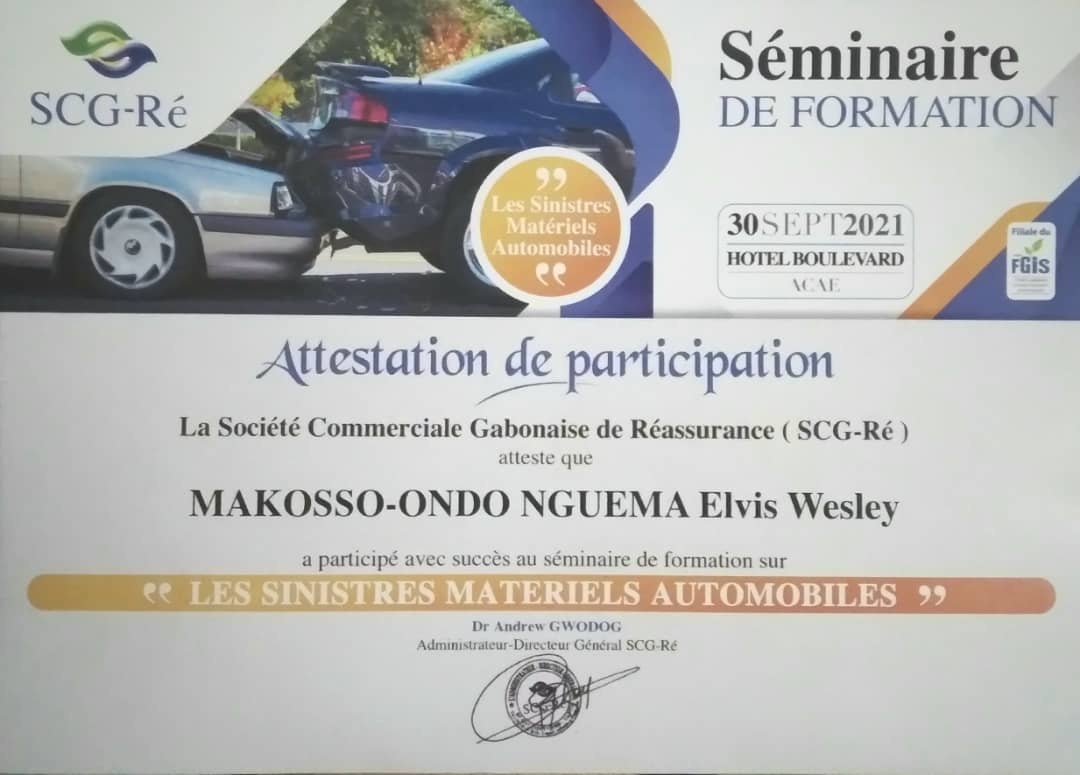 SCG-Ré
Séminaire
DE FORMATION
Les Sinistres
Matériels
Automobiles
30 SEPT 2021
HOTEL BOULEVARD
ACAE
Filiale du
FGIS
Attestation de participation
La Société Commerciale Gabonaise de Réassurance ( SCG-Ré )
atteste que
MAKOSSO-ONDO NGUEMA Elvis Wesley
a participé avec succès au séminaire de formation sur
“ LES SINISTRES MATERIELS AUTOMOBILES ”
Dr Andrew GWODOG
Administrateur-Directeur Général SCG-Ré